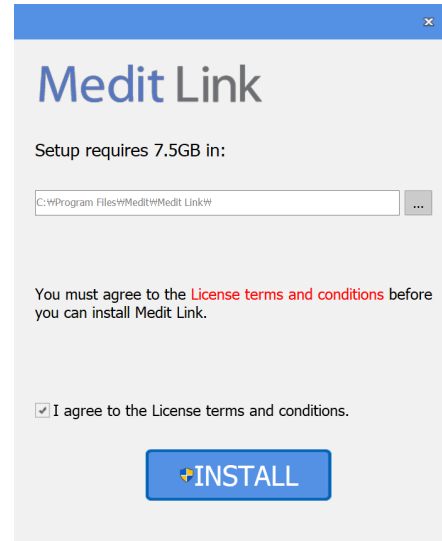 Medit Link
Setup requires 7.5GB in:
C:₩Program Files₩Medit₩Medit Link₩
...
You must agree to the License terms and conditions before
you can install Medit Link.
I agree to the License terms and conditions.
INSTALL